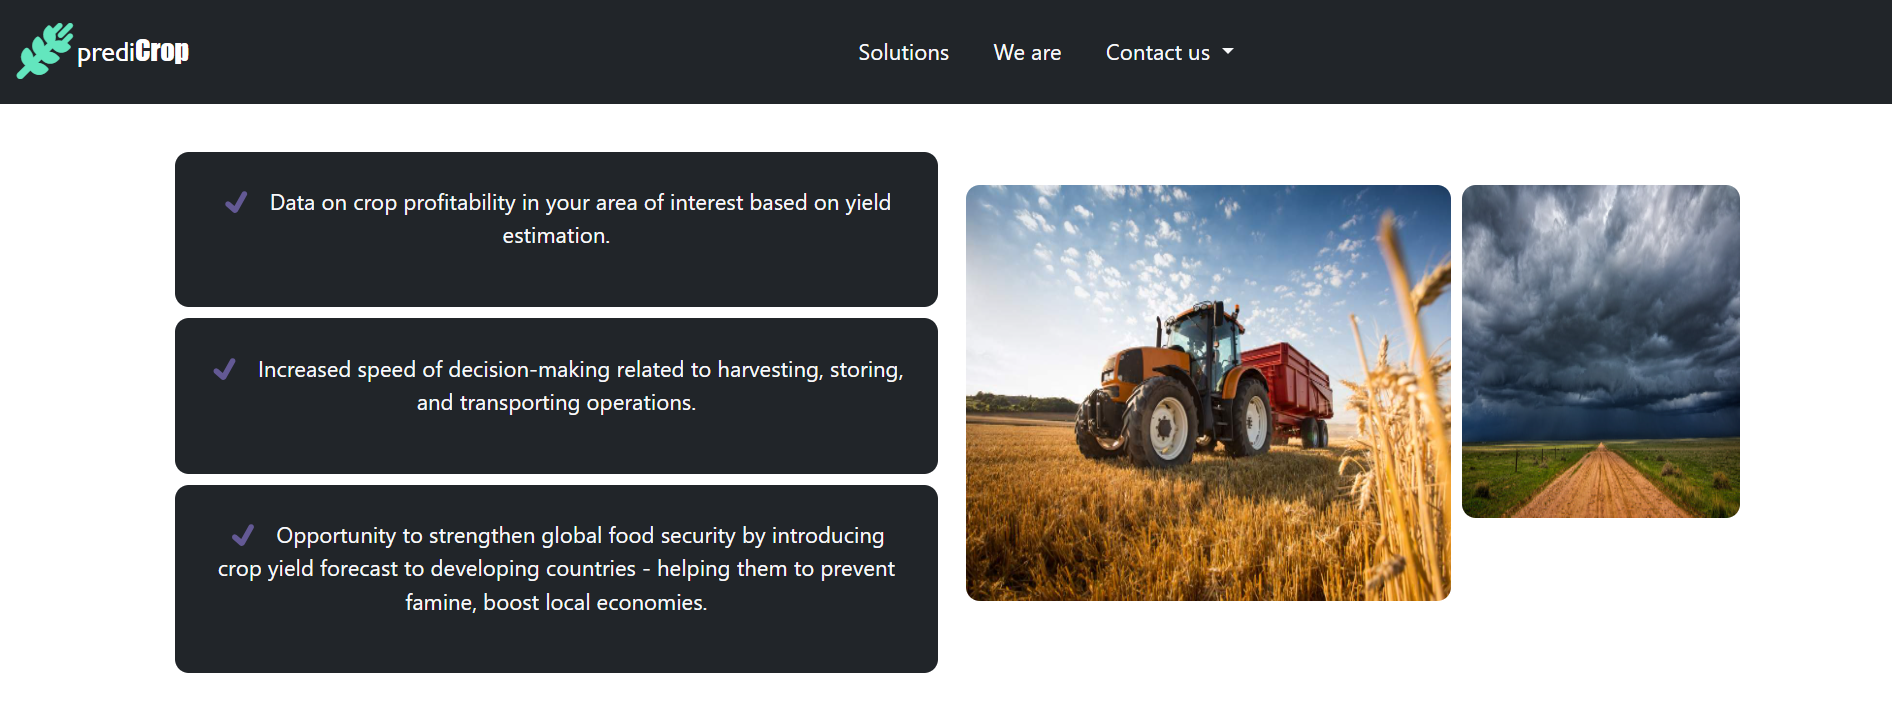 prediCrop
Solutions
We are
Contact us
Data on crop profitability in your area of interest based on yield
estimation.
Increased speed of decision-making related to harvesting, storing,
and transporting operations.
Opportunity to strengthen global food security by introducing
crop yield forecast to developing countries - helping them to prevent
famine, boost local economies.